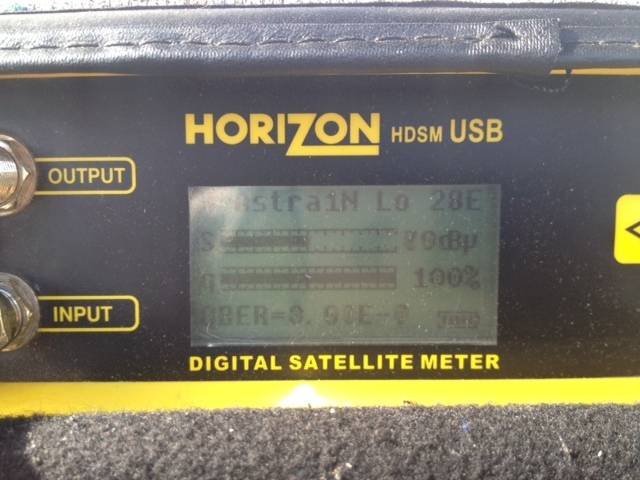 HORIZON HDSM USB
OUTPUT
Lo 28E
S
100%
INPUT
DIGITAL SATELLITE METER